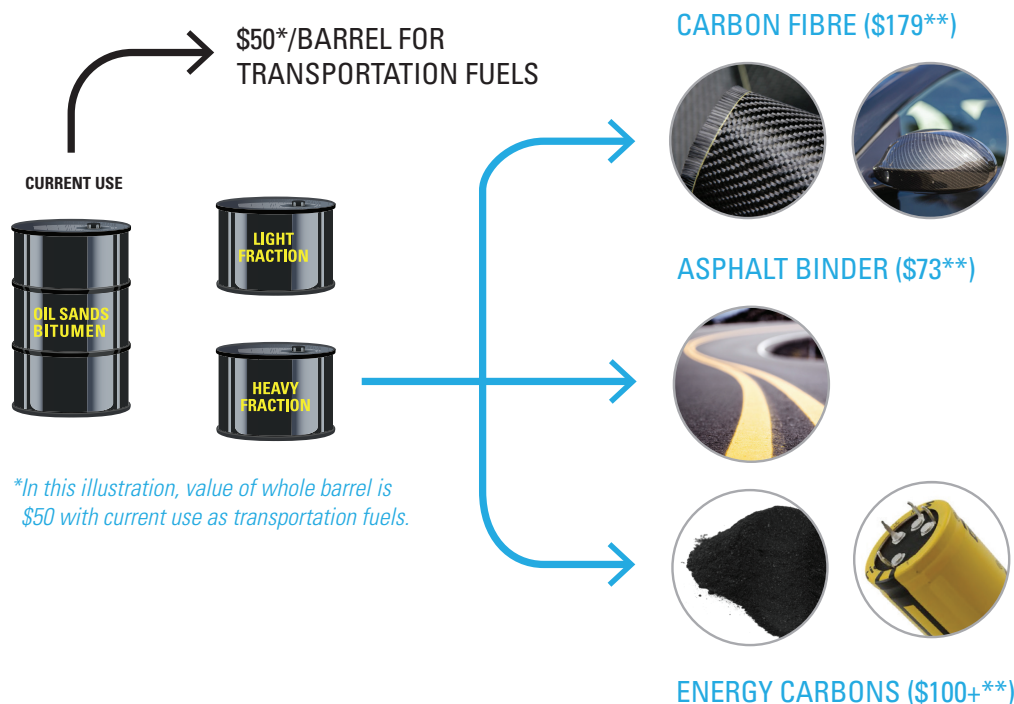 $50*/BARREL FOR
TRANSPORTATION FUELS
CURRENT USE
OIL SANDS
BITUMEN
LIGHT
FRACTION
HEAVY
FRACTION
*In this illustration, value of whole barrel is
$50 with current use as transportation fuels.
CARBON FIBRE ($179**)
ASPHALT BINDER ($73**)
ENERGY CARBONS ($100+**)